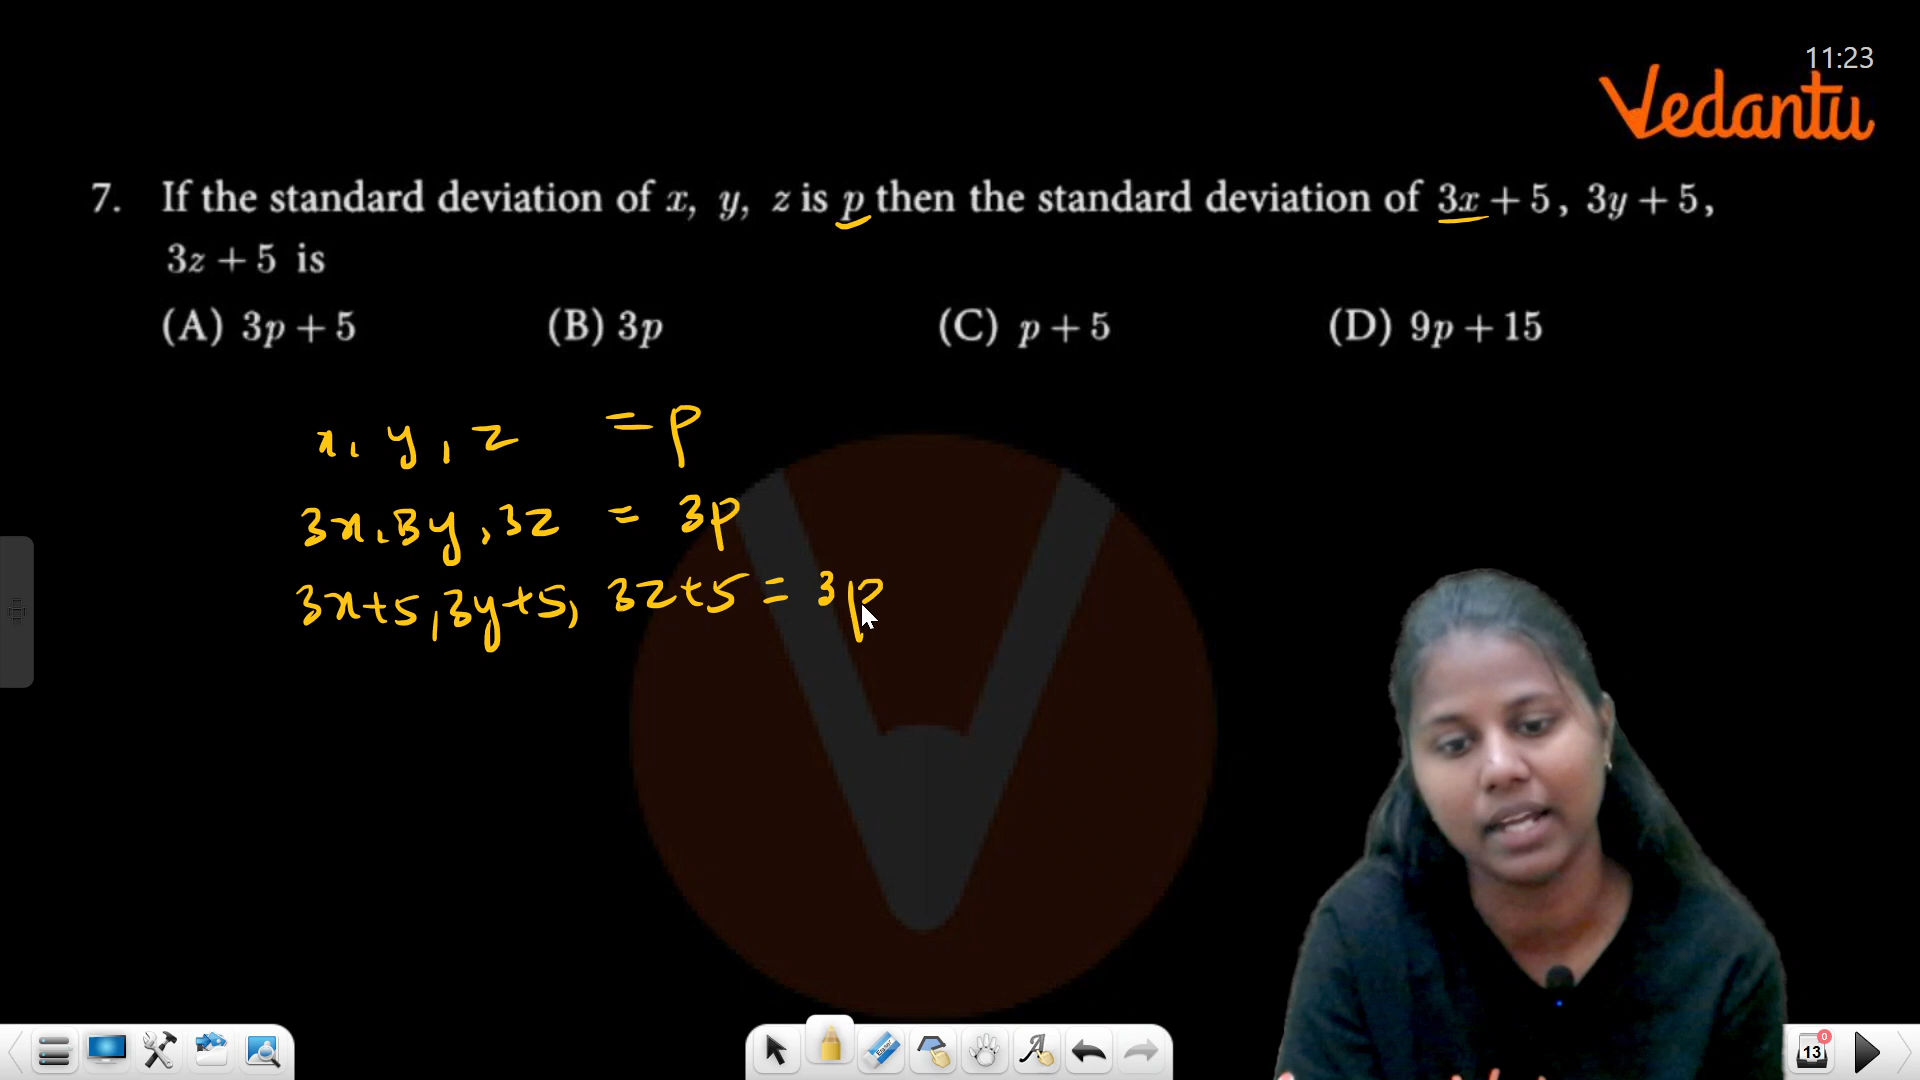 11:23
Vedantu
7. If the standard deviation of x, y, z is p then the standard deviation of 3x + 5, 3y + 5,
3z + 5 is
(A) 3p + 5 (B) 3p (C) p + 5 (D) 9p + 15
x, y, z = p
3x, 3y, 3z = 3p
3x+5, 3y+5, 3z+5 = 3p
Eraser
A
13
0